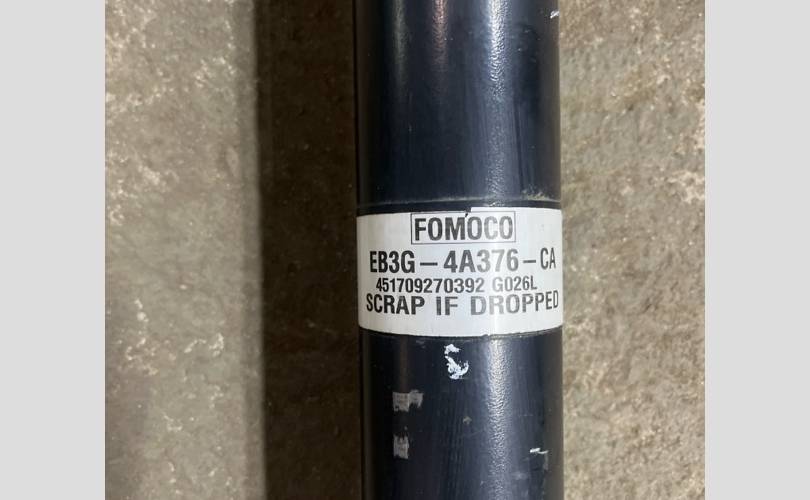 FOMOCO
EB3G-4A376-CA
451709270392 G026L
SCRAP IF DROPPED